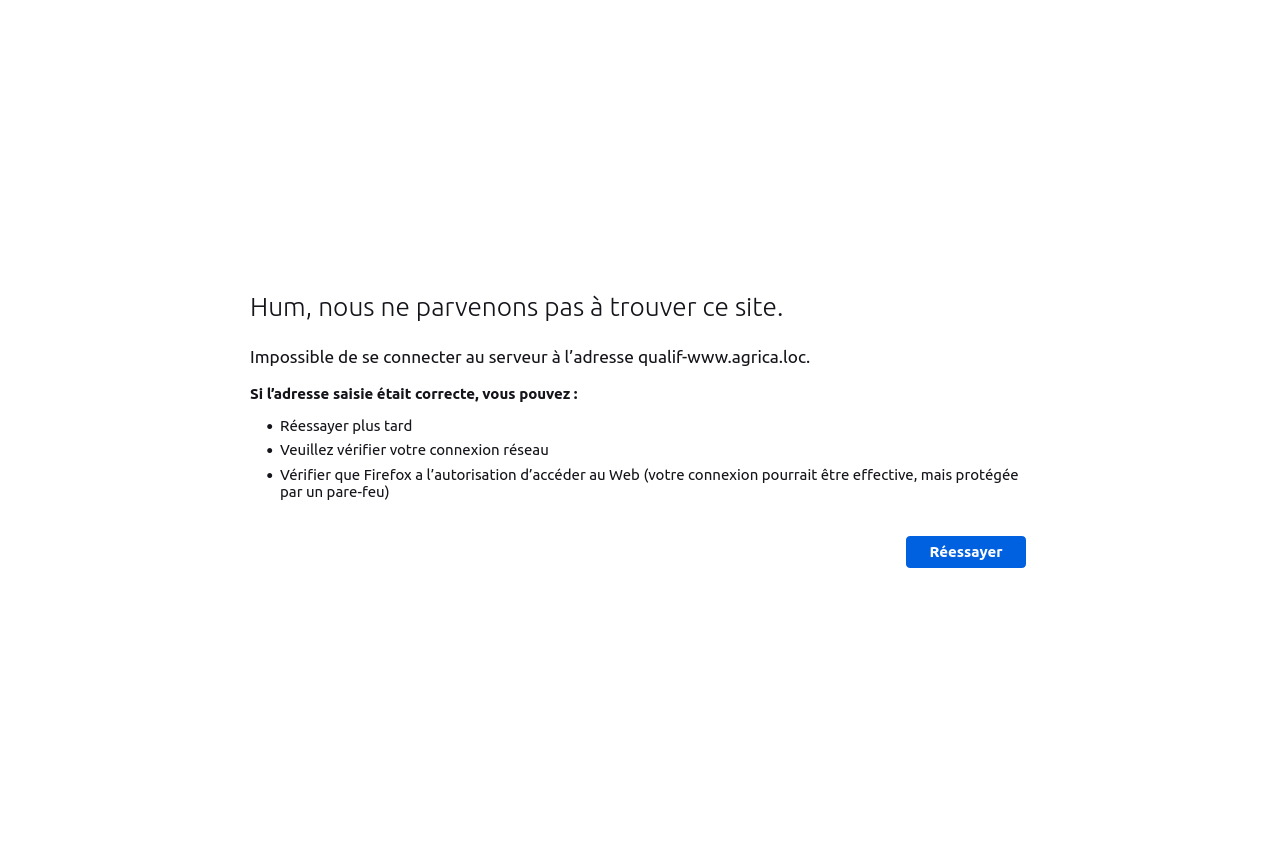 Hum, nous ne parvenons pas à trouver ce site.
Impossible de se connecter au serveur à l’adresse qualif-www.agrica.loc.
Si l’adresse saisie était correcte, vous pouvez :
• Réessayer plus tard
• Veuillez vérifier votre connexion réseau
• Vérifier que Firefox a l’autorisation d’accéder au Web (votre connexion pourrait être effective, mais protégée
par un pare-feu)
Réessayer